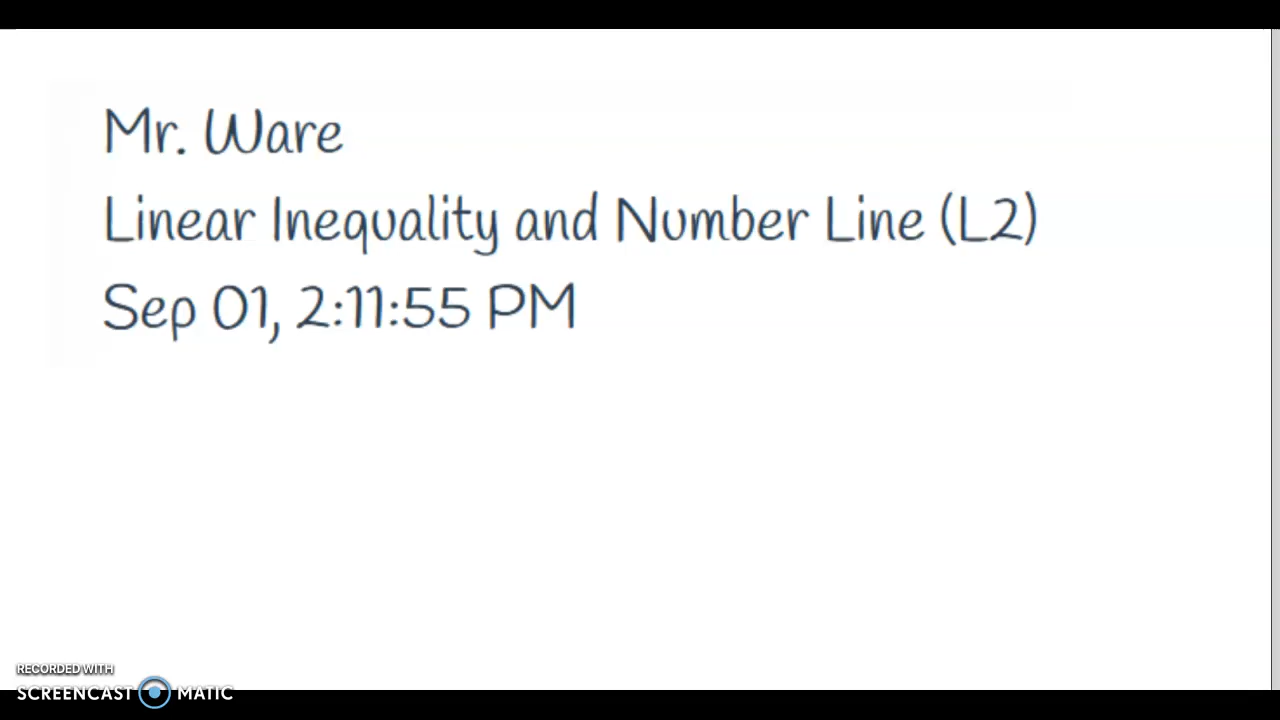 Mr. Ware
Linear Inequality and Number Line (L2)
Sep 01, 2:11:55 PM
RECORDED WITH
SCREENCAST MATIC